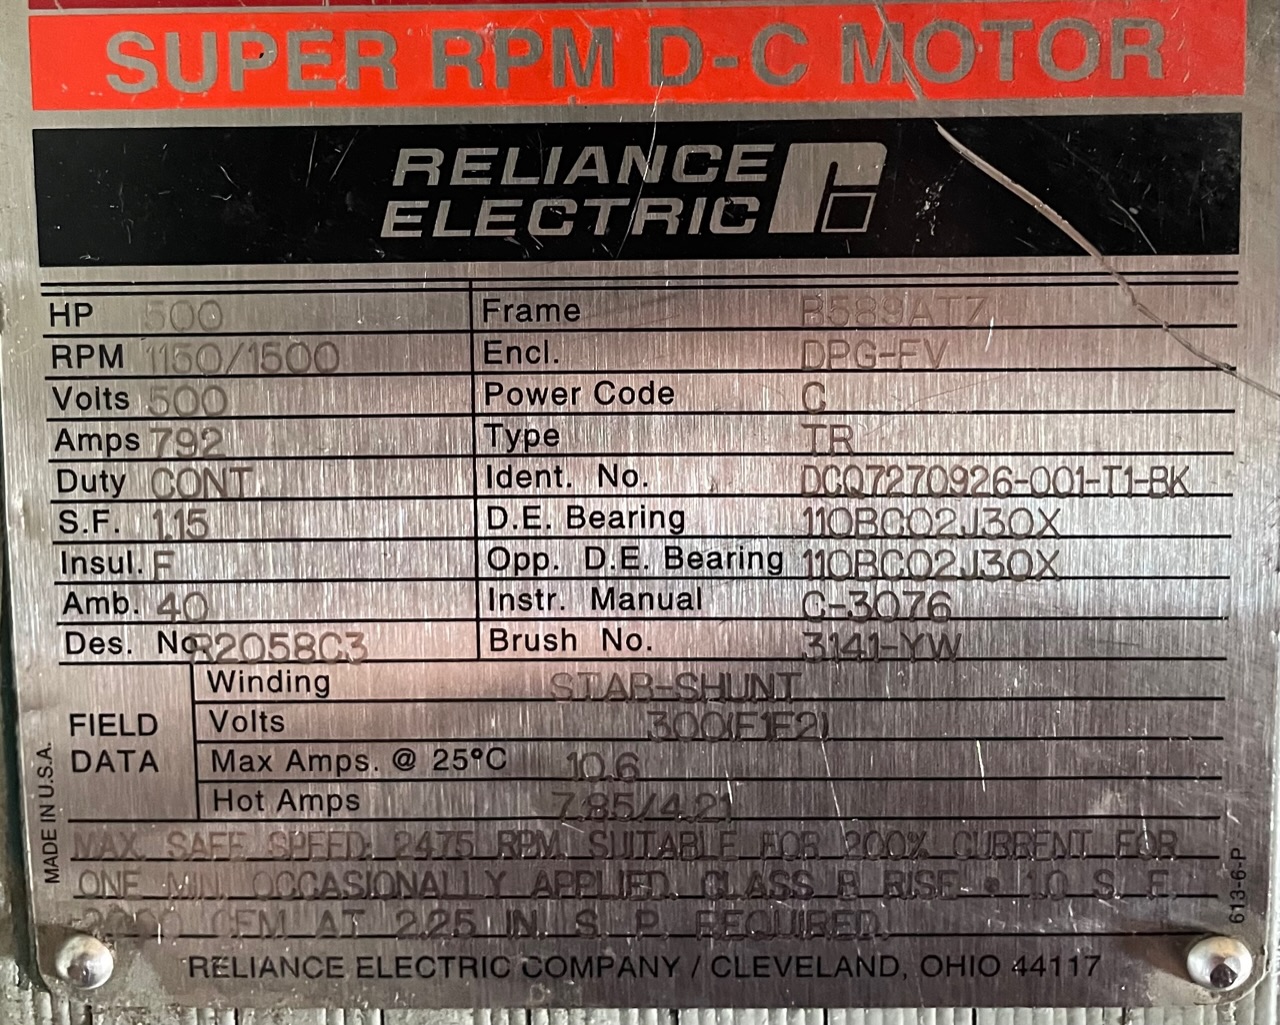 SUPER RPM D-C MOTOR
RELIANCE
ELECTRIC
HP 500 Frame B589ATZ
RPM 1150/1500 Encl. DPG-FV
Volts 500 Power Code C
Amps 792 Type TR
Duty CONT Ident. No. DCQ7270926-001-T1-BK
S.F. 1.15 D.E. Bearing 110BC02J30X
Insul. F Opp. D.E. Bearing 110BC02J30X
Amb. 40 Instr. Manual C-3076
Des. No. R2058C3 Brush No. 3141-YW
FIELD DATA
Winding STAB-SHUNT
Volts 300(F1F2)
Max Amps. @ 25°C 10.6
Hot Amps 7.85/4.21
MAX. SAFE SPEED: 2475 RPM. SUITABLE FOR 200% CURRENT FOR
ONE MIN. OCCASIONALLY APPLIED. CLASS B RISE @ 1.0 S. F.
CFM AT 2.25 IN. S. P. REQUIRED.
RELIANCE ELECTRIC COMPANY / CLEVELAND, OHIO 44117
MADE IN U.S.A.
613-6-P